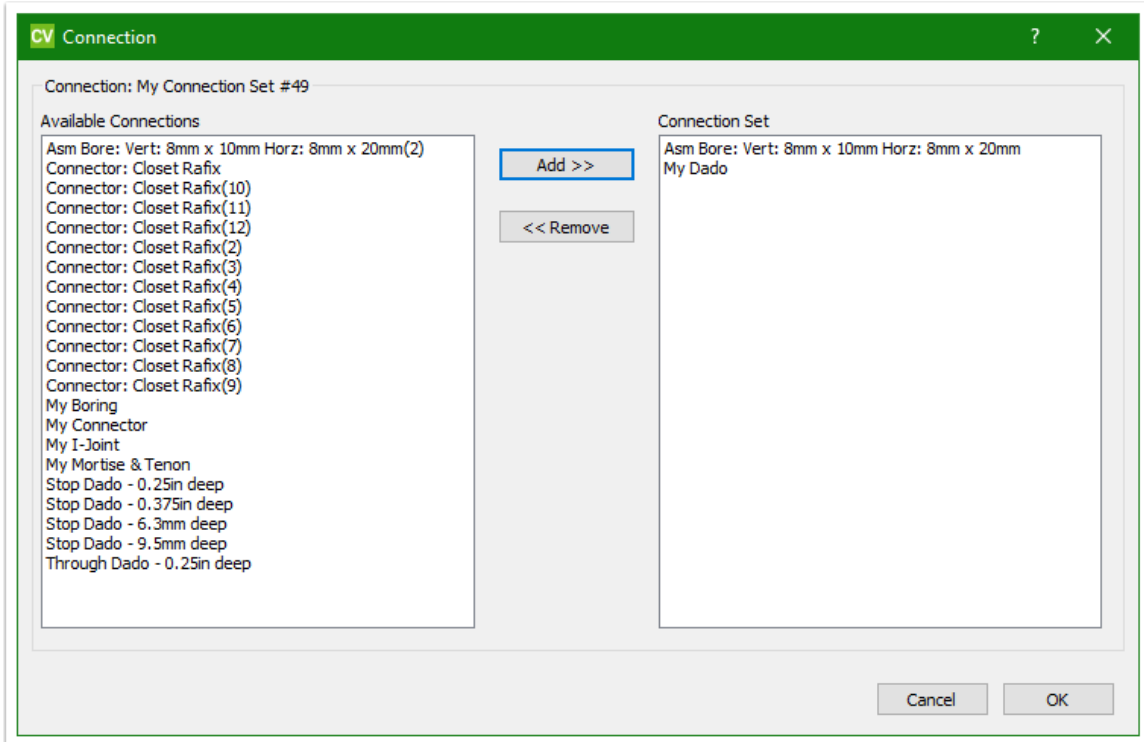 CV Connection
Connection: My Connection Set #49
Available Connections
Asm Bore: Vert: 8mm x 10mm Horz: 8mm x 20mm(2)
Connector: Closet Rafix
Connector: Closet Rafix(10)
Connector: Closet Rafix(11)
Connector: Closet Rafix(12)
Connector: Closet Rafix(2)
Connector: Closet Rafix(3)
Connector: Closet Rafix(4)
Connector: Closet Rafix(5)
Connector: Closet Rafix(6)
Connector: Closet Rafix(7)
Connector: Closet Rafix(8)
Connector: Closet Rafix(9)
My Boring
My Connector
My I-Joint
My Mortise & Tenon
Stop Dado - 0.25in deep
Stop Dado - 0.375in deep
Stop Dado - 6.3mm deep
Stop Dado - 9.5mm deep
Through Dado - 0.25in deep
Add >>
<< Remove
Connection Set
Asm Bore: Vert: 8mm x 10mm Horz: 8mm x 20mm
My Dado
Cancel
OK